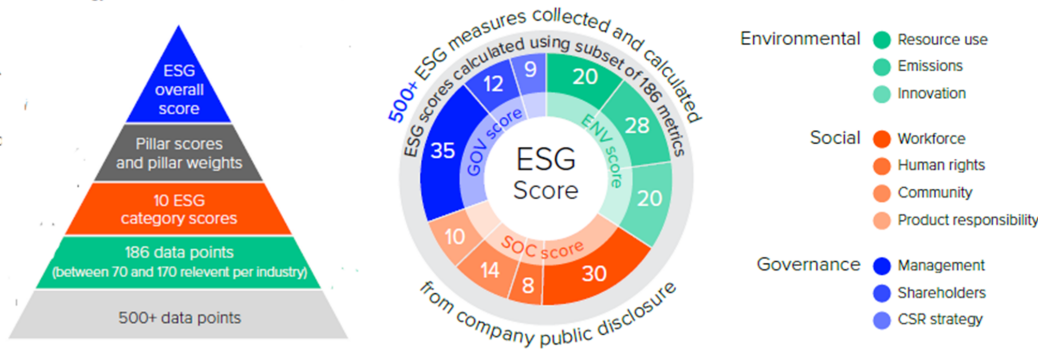 ESG
overall
score
Pillar scores
and pillar weights
10 ESG
category scores
186 data points
(between 70 and 170 relevent per industry)
500+ data points
500+ ESG measures collected and calculated
from company public disclosure
ESG scores calculated using subset of 186 metrics
20
28
20
30
8
14
10
35
12
9
ENV score
SOC score
GOV score
ESG
Score
Environmental
Resource use
Emissions
Innovation
Social
Workforce
Human rights
Community
Product responsibility
Governance
Management
Shareholders
CSR strategy